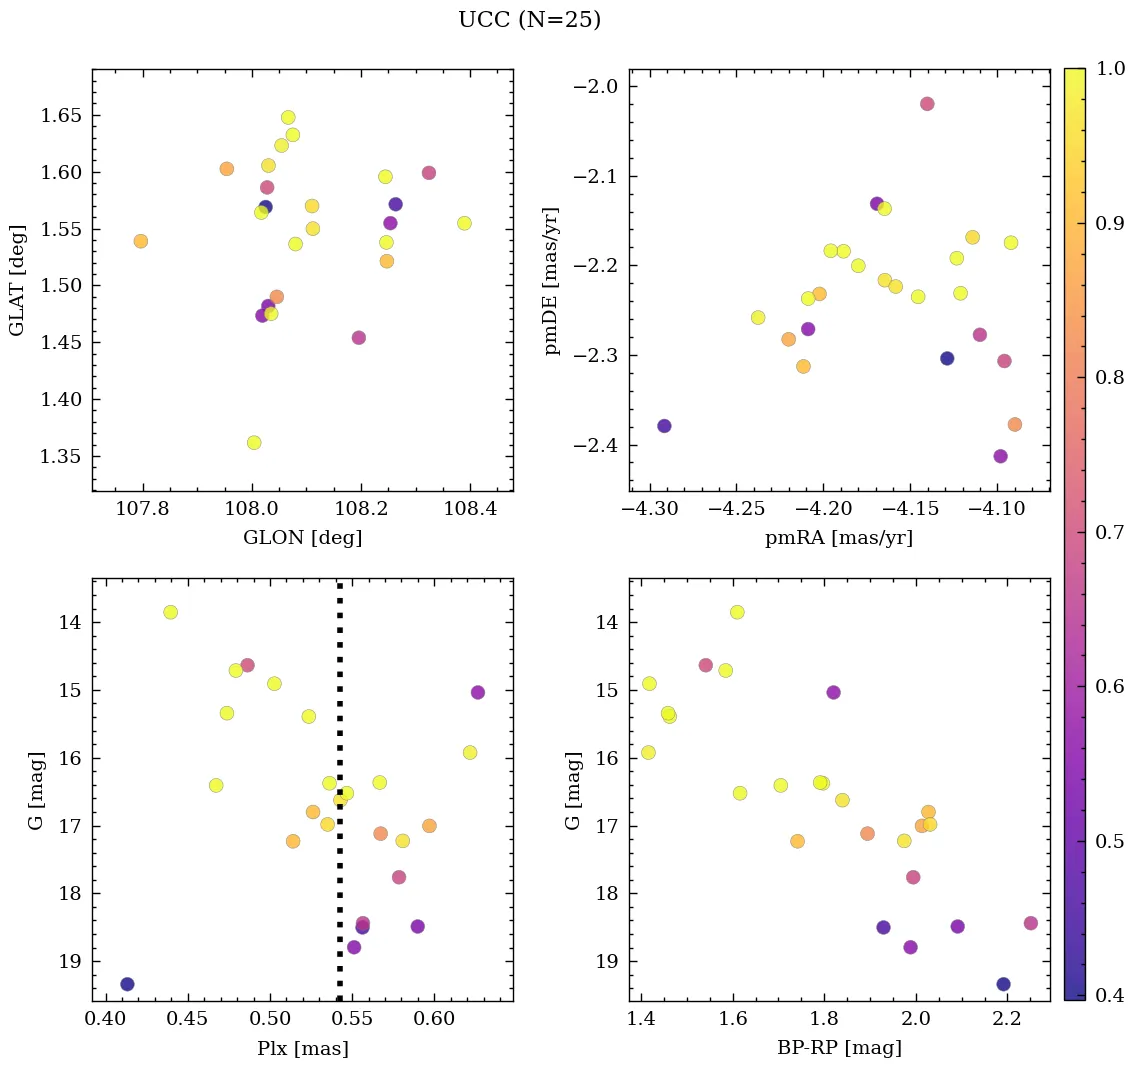 UCC (N=25)
1.65
1.60
1.55
1.50
1.45
1.40
1.35
GLAT [deg]
107.8 108.0 108.2 108.4
GLON [deg]
−2.0
−2.1
−2.2
−2.3
−2.4
pmDE [mas/yr]
−4.30 −4.25 −4.20 −4.15 −4.10
pmRA [mas/yr]
14
15
16
17
18
19
G [mag]
0.40 0.45 0.50 0.55 0.60
Plx [mas]
14
15
16
17
18
19
G [mag]
1.4 1.6 1.8 2.0 2.2
BP-RP [mag]
1.0
0.9
0.8
0.7
0.6
0.5
0.4